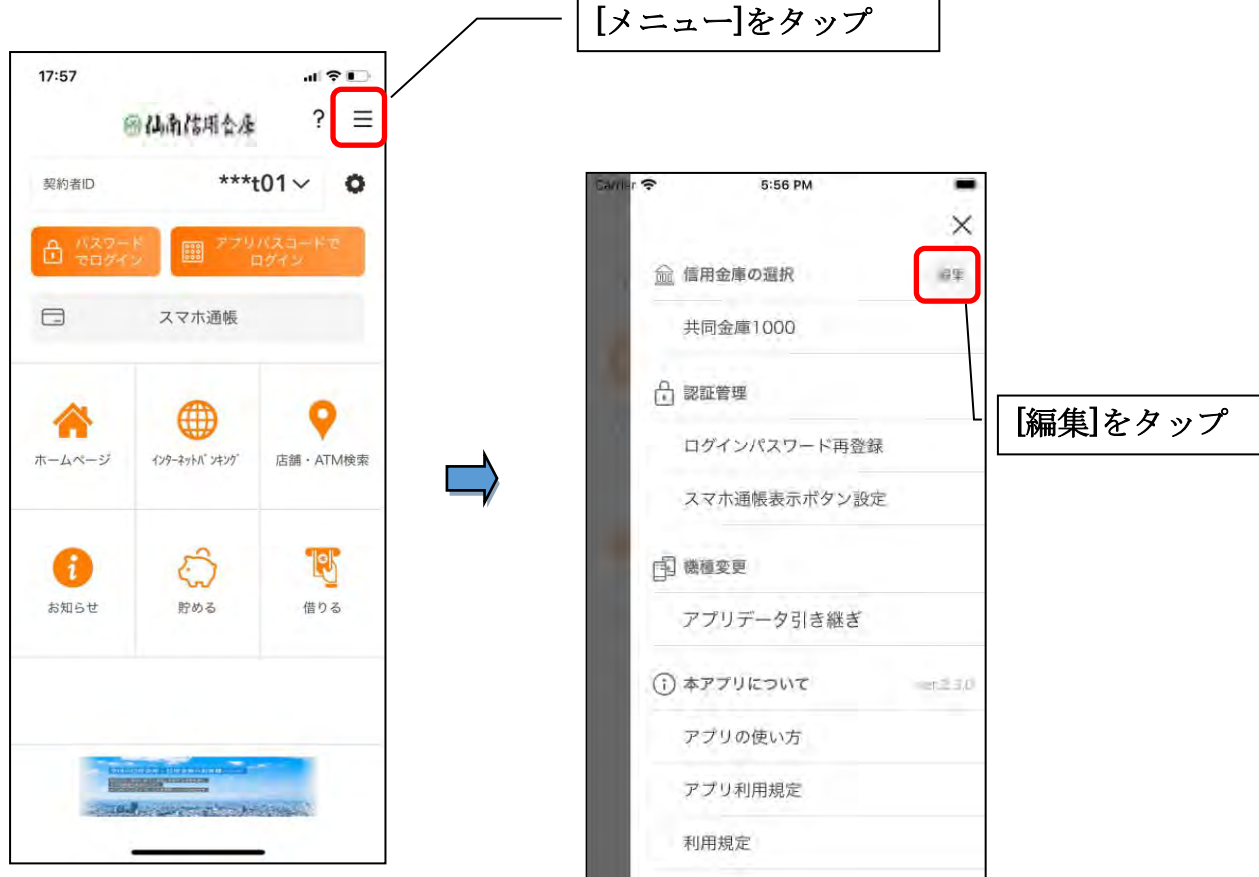 [メニュー]をタップ
17:57
仙南信用金庫
?
契約者ID
***t01
パスワード
でログイン
アプリパスコードで
ログイン
スマホ通帳
ホームページ
ｲﾝﾀｰﾈｯﾄﾊﾞﾝｷﾝｸﾞ
店舗・ATM検索
お知らせ
貯める
借りる
Carrier
5:56 PM
信用金庫の選択
編集
共同金庫1000
認証管理
ログインパスワード再登録
スマホ通帳表示ボタン設定
機種変更
アプリデータ引き継ぎ
本アプリについて
ver.2.3.0
アプリの使い方
アプリ利用規定
利用規定
[編集]をタップ